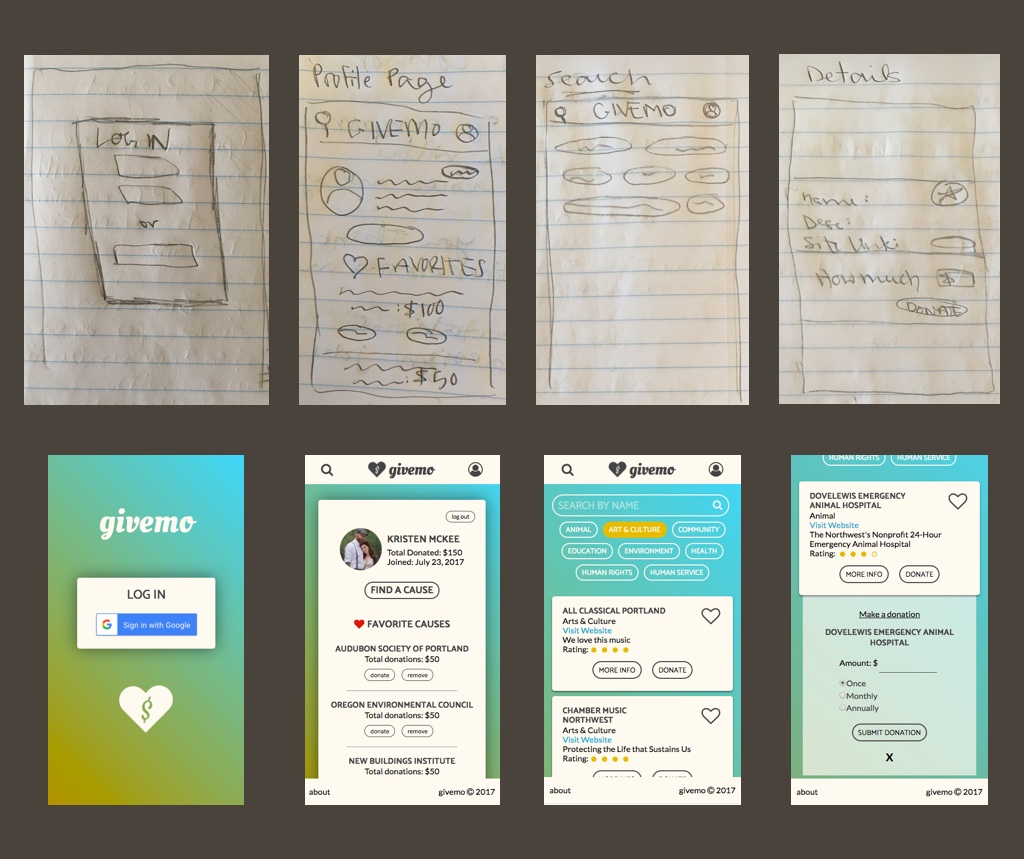 LOG IN
or
Profile Page
GIVEMO
FAVORITES
: $100
: $50
Search
GIVEMO
Details
name:
Desc:
Site link:
How much $
DONATE
givemo
LOG IN
G Sign in with Google
$
givemo
log out
KRISTEN MCKEE
Total Donated: $150
Joined: July 23, 2017
FIND A CAUSE
FAVORITE CAUSES
AUDUBON SOCIETY OF PORTLAND
Total donations: $50
donate remove
OREGON ENVIRONMENTAL COUNCIL
Total donations: $50
donate remove
NEW BUILDINGS INSTITUTE
Total donations: $50
about givemo © 2017
givemo
SEARCH BY NAME
ANIMAL ART & CULTURE COMMUNITY
EDUCATION ENVIRONMENT HEALTH
HUMAN RIGHTS HUMAN SERVICE
ALL CLASSICAL PORTLAND
Arts & Culture
Visit Website
We love this music
Rating:
MORE INFO DONATE
CHAMBER MUSIC
NORTHWEST
Arts & Culture
Visit Website
Protecting the Life that Sustains Us
Rating:
MORE INFO DONATE
about givemo © 2017
HUMAN RIGHTS HUMAN SERVICE
DOVELEWIS EMERGENCY
ANIMAL HOSPITAL
Animal
Visit Website
The Northwest's Nonprofit 24-Hour
Emergency Animal Hospital
Rating:
MORE INFO DONATE
Make a donation
DOVELEWIS EMERGENCY ANIMAL
HOSPITAL
Amount: $
Once
Monthly
Annually
SUBMIT DONATION
X
about givemo © 2017